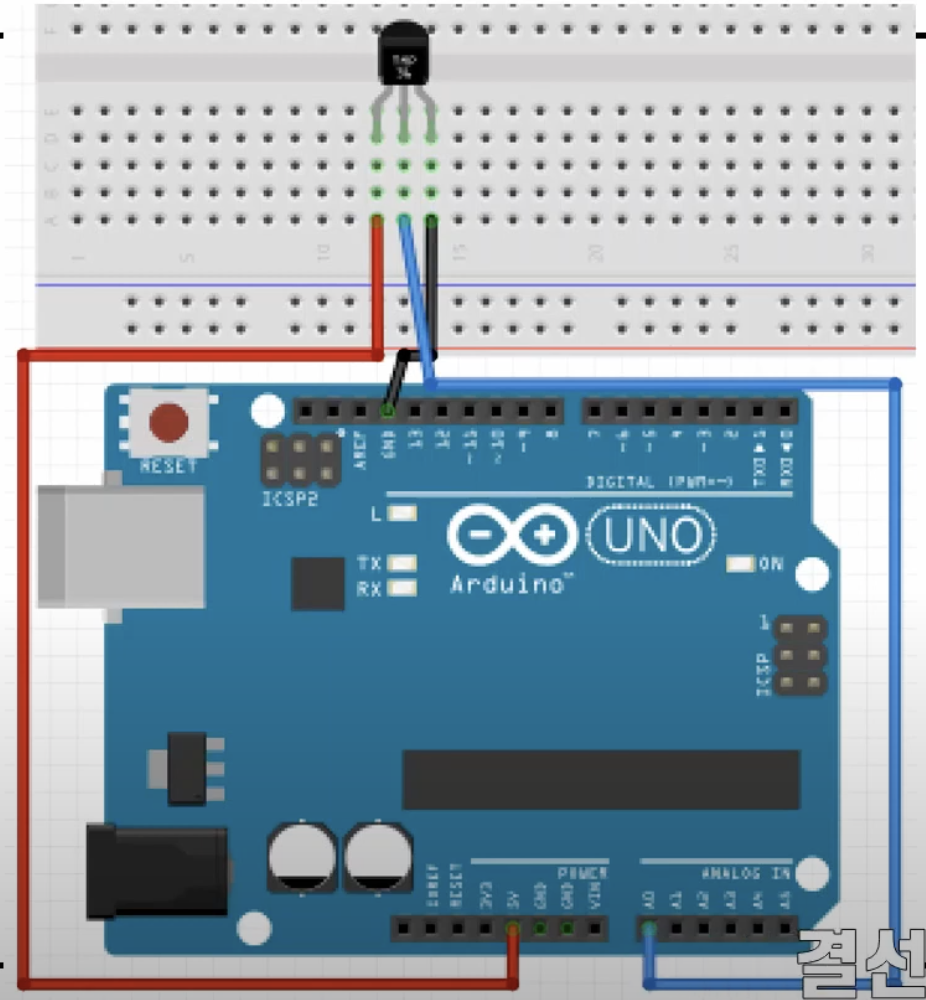 F
TMP
36
E
D
C
B
A
1 5 10 15 20 25 30
AREF GND 13 12 ~11 ~10 ~9 8 7 ~6 ~5 4 ~3 2 TX0▶1 RX0◀0
RESET
ICSP2
DIGITAL (PWM=~)
L
TX
RX
UNO
ON
Arduino™
1
ICSP
POWER ANALOG IN
IOREF RESET 3V3 5V GND GND VIN A0 A1 A2 A3 A4 A5
결선